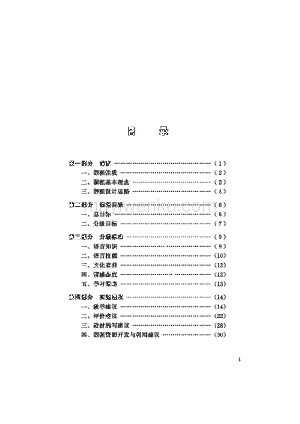 目 录
第一部分 前言 ……………………（1）
一、课程性质 ……………………（2）
二、课程基本理念 ……………………（2）
三、课程设计思路 ……………………（4）
第二部分 课程目标 ……………………（6）
一、总目标 ……………………（6）
二、分级目标 ……………………（7）
第三部分 分级标准 ……………………（9）
一、语言知识 ……………………（9）
二、语言技能 ……………………（10）
三、文化意识 ……………………（12）
四、情感态度 ……………………（12）
五、学习策略 ……………………（13）
第四部分 实施建议 ……………………（14）
一、教学建议 ……………………（14）
二、评价建议 ……………………（22）
三、教材编写建议 ……………………（28）
四、课程资源开发与利用建议 ……………………（30）
1